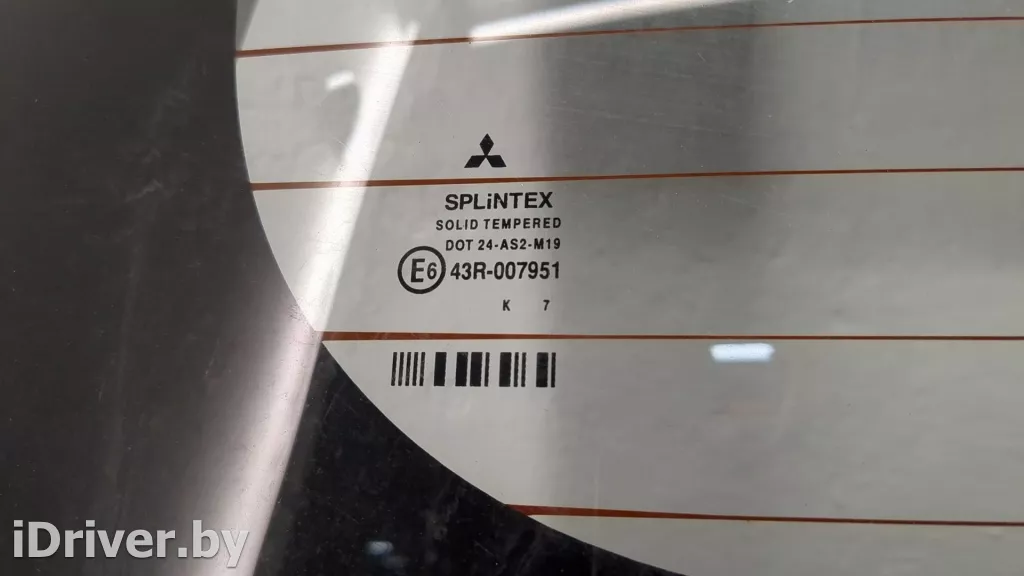 SPLiNTEX
SOLID TEMPERED
DOT 24-AS2-M19
E6 43R-007951
K 7
iDriver.by